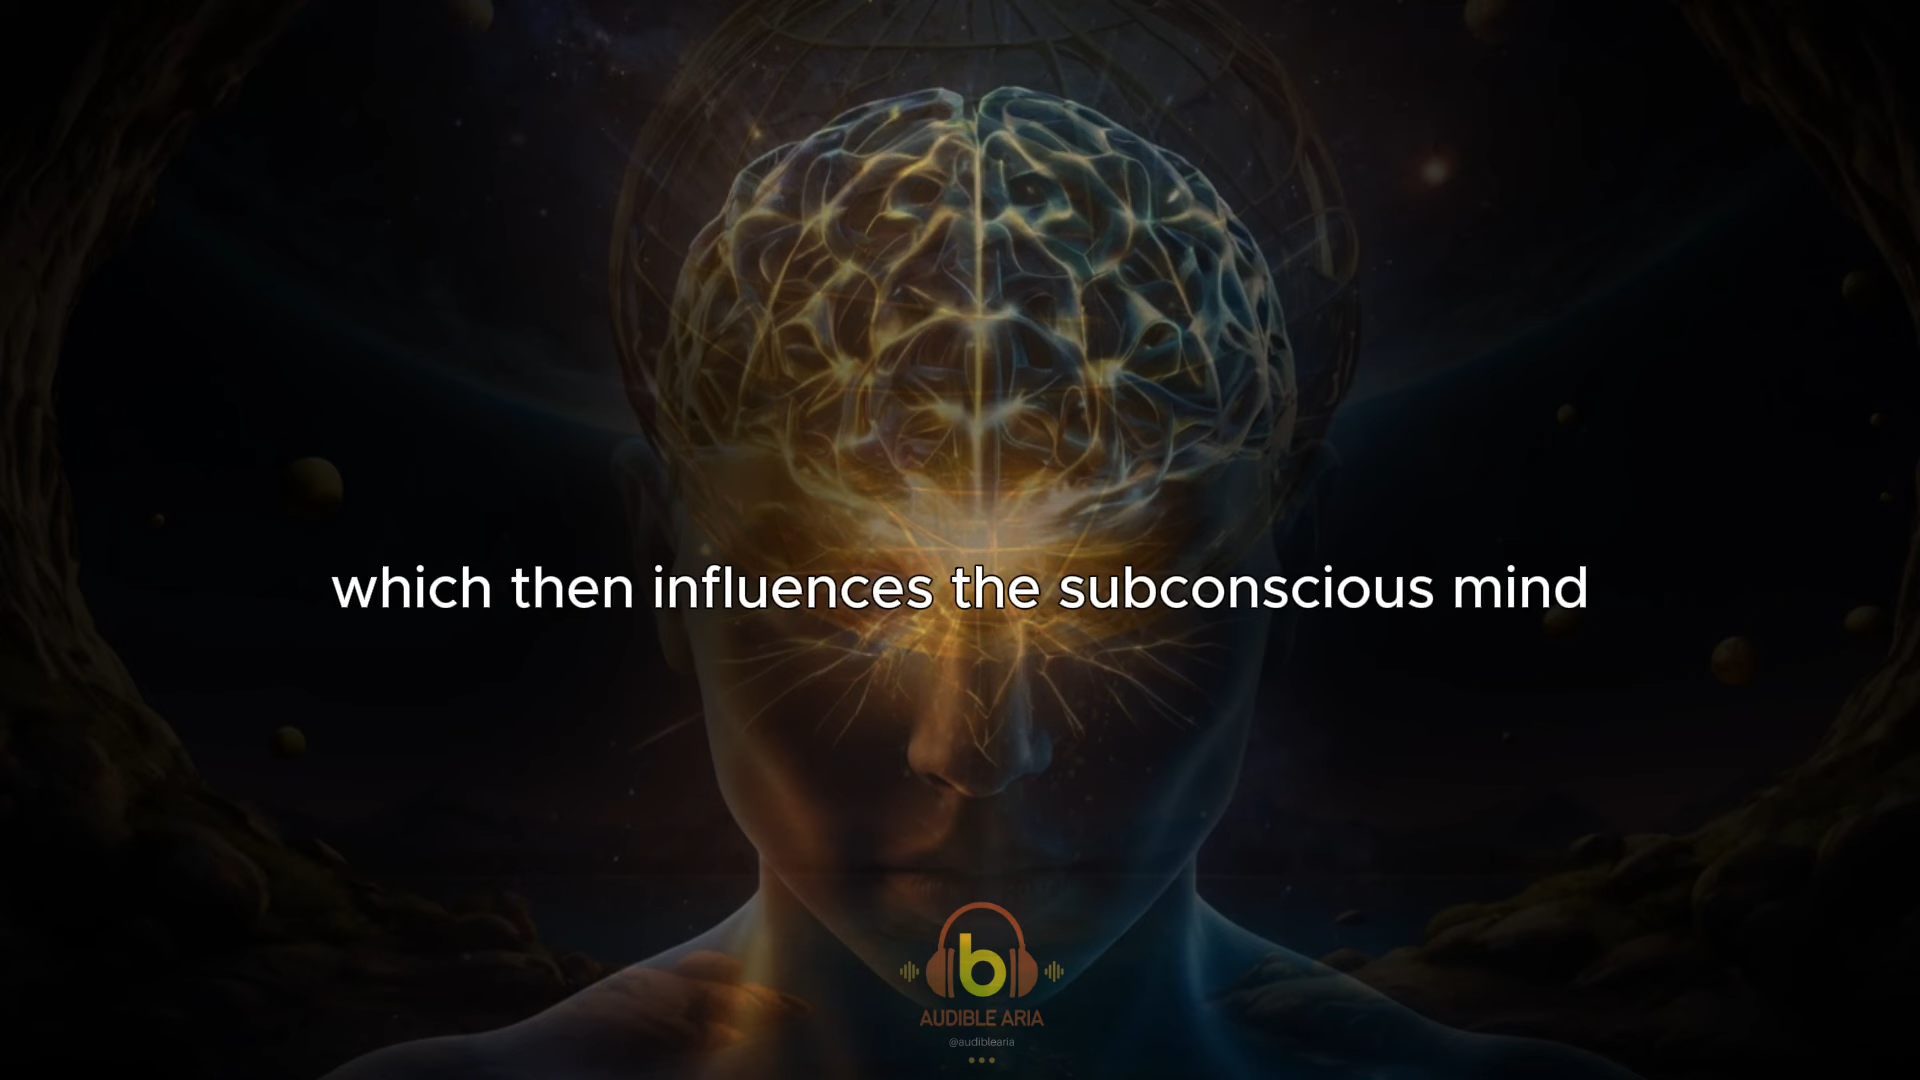 which then influences the subconscious mind
b
AUDIBLE ARIA
@audiblearia